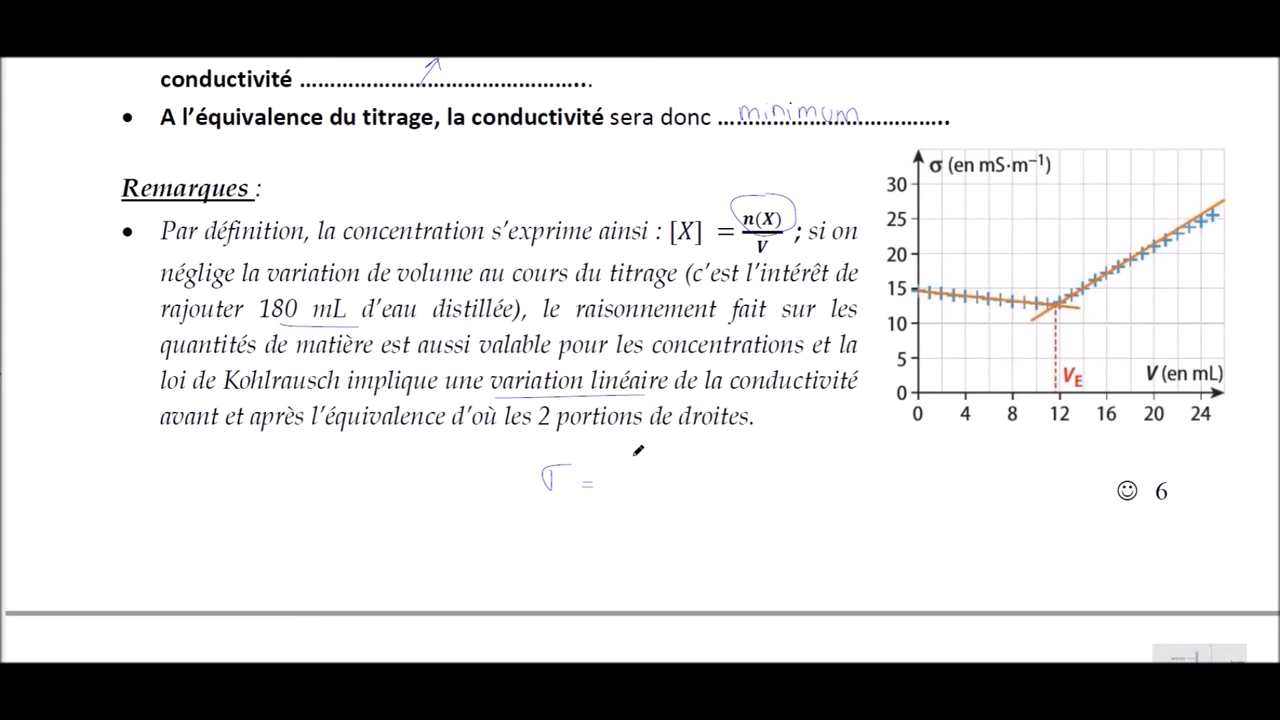 conductivité ………………………………………….. ↗
• A l’équivalence du titrage, la conductivité sera donc …minimum…………..
Remarques :
• Par définition, la concentration s’exprime ainsi : [X] = n(X)/V ; si on
néglige la variation de volume au cours du titrage (c’est l’intérêt de
rajouter 180 mL d’eau distillée), le raisonnement fait sur les
quantités de matière est aussi valable pour les concentrations et la
loi de Kohlrausch implique une variation linéaire de la conductivité
avant et après l’équivalence d’où les 2 portions de droites.
σ (en mS·m⁻¹)
30
25
20
15
10
5
0
V_E
V (en mL)
0 4 8 12 16 20 24
σ =
☺ 6